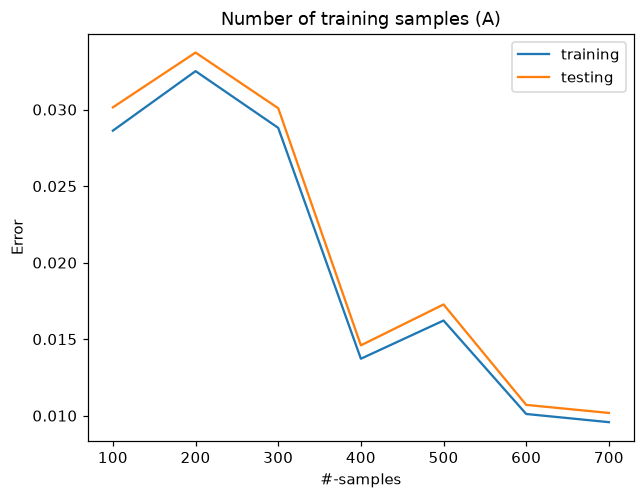 Number of training samples (A)
training
testing
0.030
0.025
0.020
0.015
0.010
Error
100 200 300 400 500 600 700
#-samples